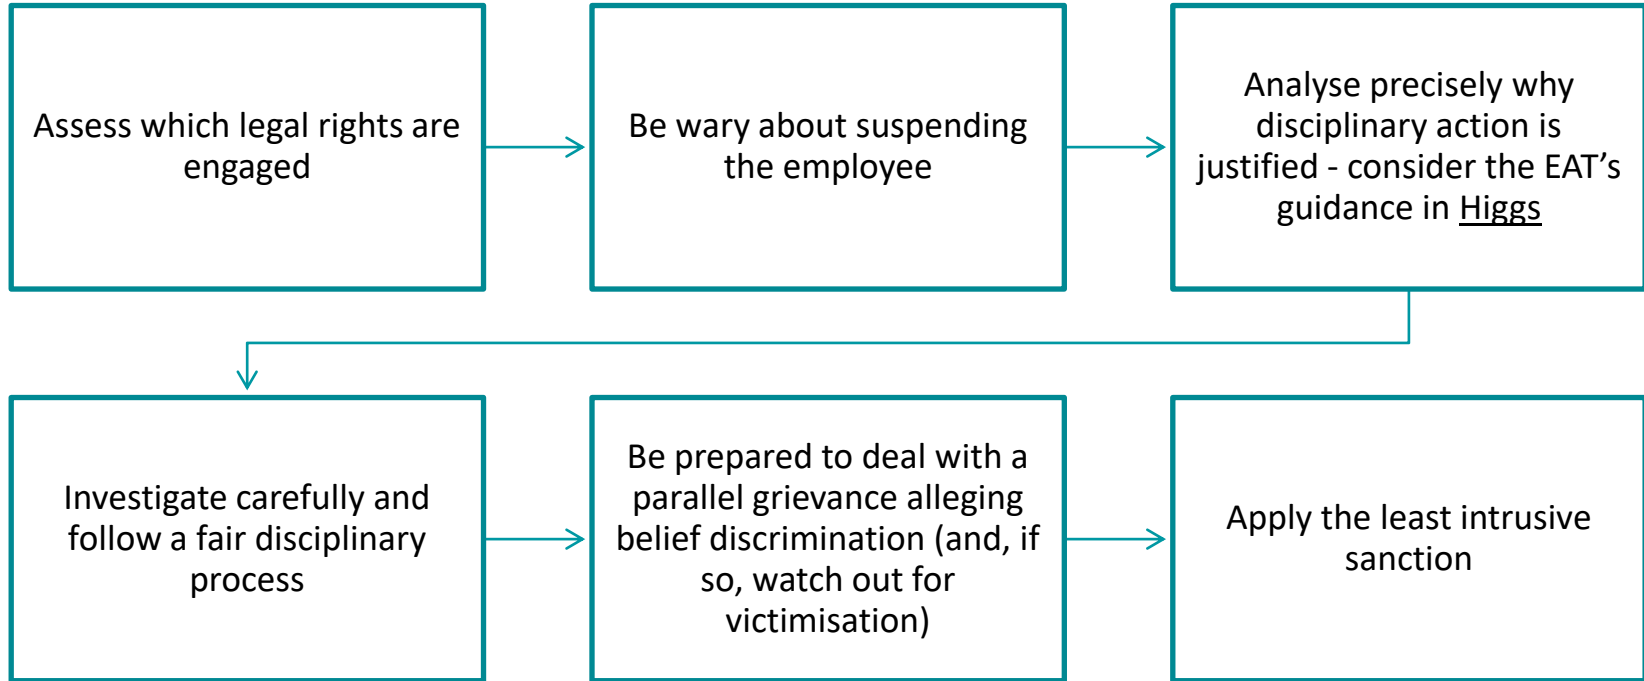 Assess which legal rights are
engaged
Be wary about suspending
the employee
Analyse precisely why
disciplinary action is
justified - consider the EAT’s
guidance in Higgs
Investigate carefully and
follow a fair disciplinary
process
Be prepared to deal with a
parallel grievance alleging
belief discrimination (and, if
so, watch out for
victimisation)
Apply the least intrusive
sanction